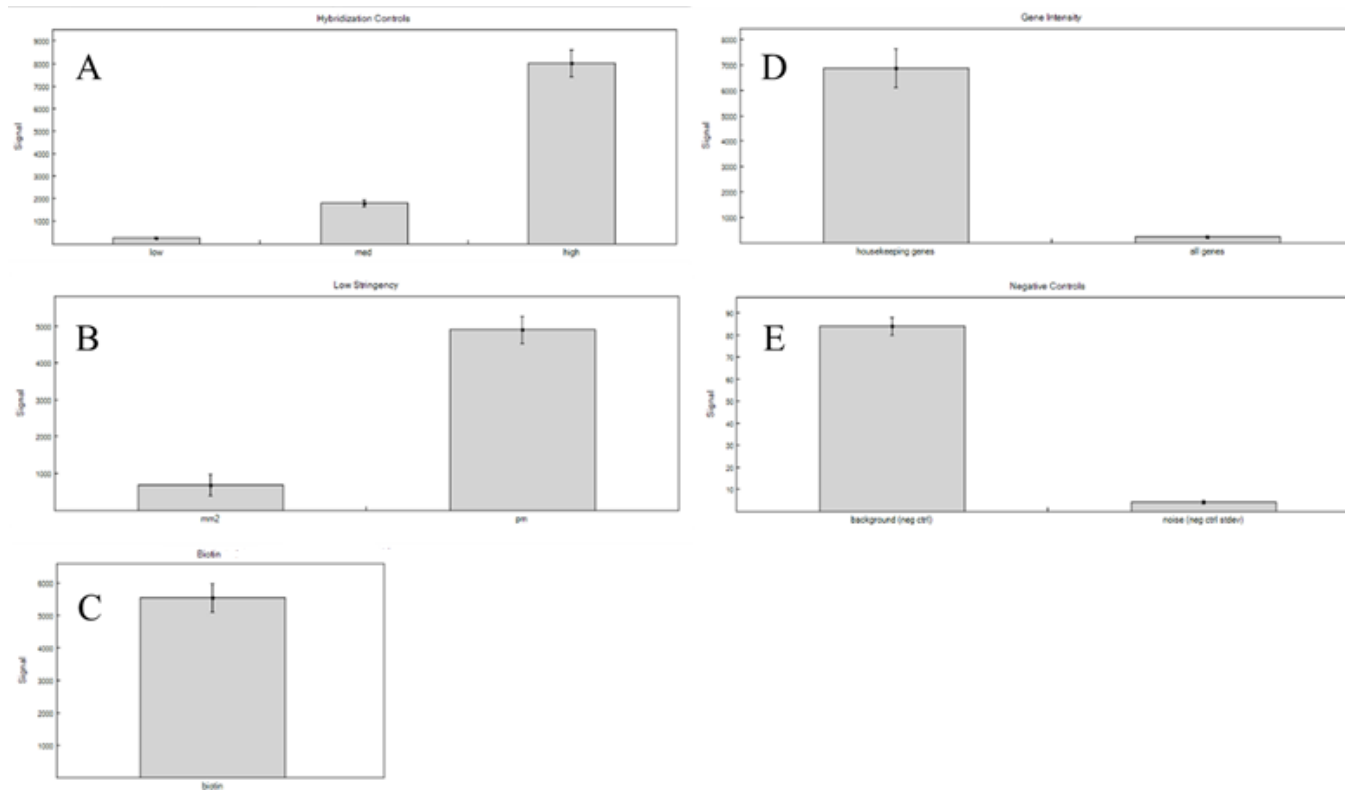 Hybridization Controls
A
Signal
9000
8000
7000
6000
5000
4000
3000
2000
1000
low
med
high
Low Stringency
B
Signal
5000
4000
3000
2000
1000
mm2
pm
Biotin
C
Signal
6000
5000
4000
3000
2000
1000
biotin
Gene Intensity
D
Signal
8000
7000
6000
5000
4000
3000
2000
1000
housekeeping genes
all genes
Negative Controls
E
Signal
90
80
70
60
50
40
30
20
10
background (neg ctrl)
noise (neg ctrl stdev)